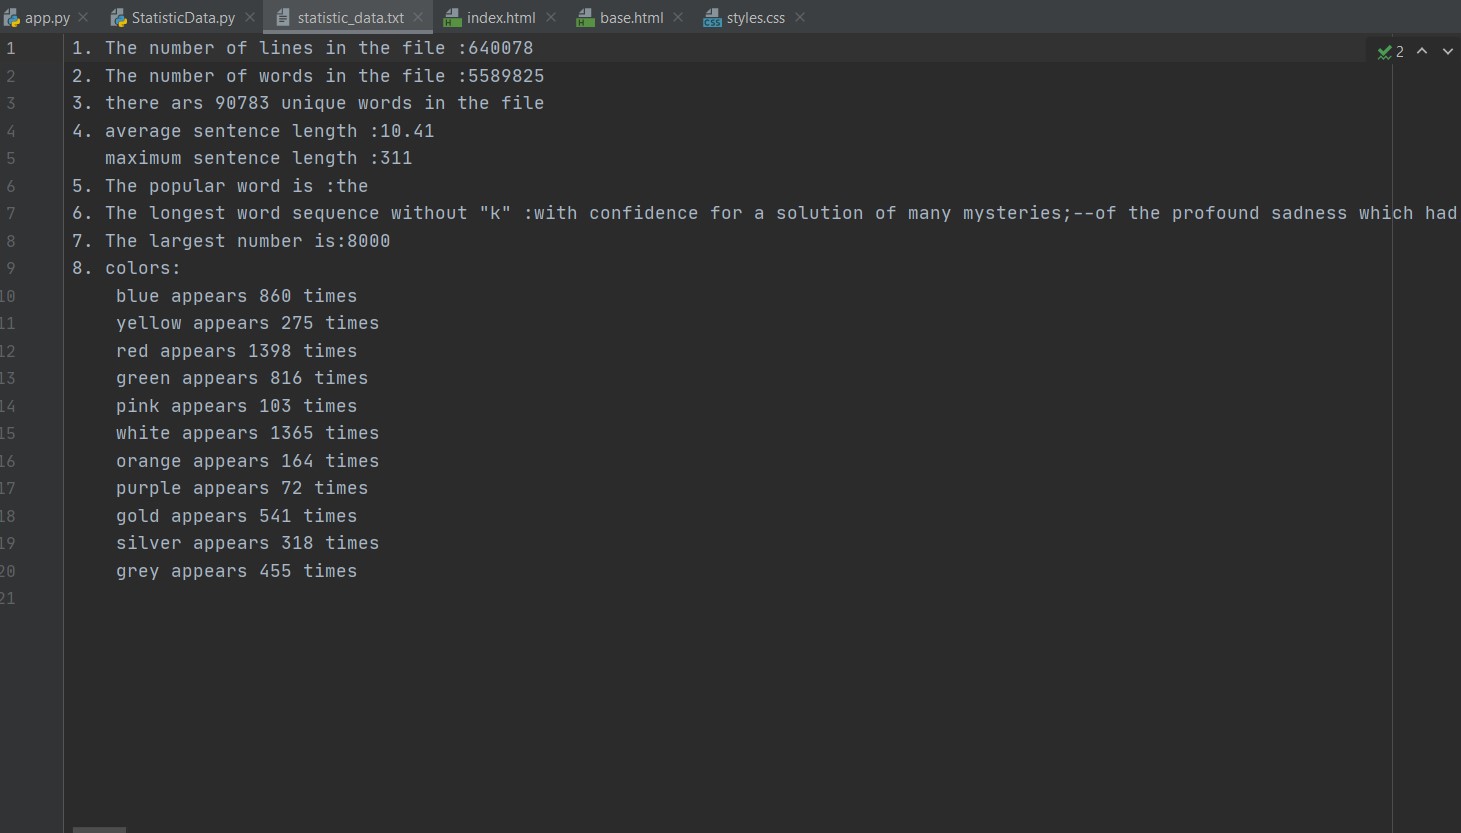 app.py StatisticData.py statistic_data.txt index.html base.html styles.css
1 1. The number of lines in the file :640078 2
2 2. The number of words in the file :5589825
3 3. there ars 90783 unique words in the file
4 4. average sentence length :10.41
5 maximum sentence length :311
6 5. The popular word is :the
7 6. The longest word sequence without "k" :with confidence for a solution of many mysteries;--of the profound sadness which had
8 7. The largest number is:8000
9 8. colors:
10 blue appears 860 times
11 yellow appears 275 times
12 red appears 1398 times
13 green appears 816 times
14 pink appears 103 times
15 white appears 1365 times
16 orange appears 164 times
17 purple appears 72 times
18 gold appears 541 times
19 silver appears 318 times
20 grey appears 455 times
21